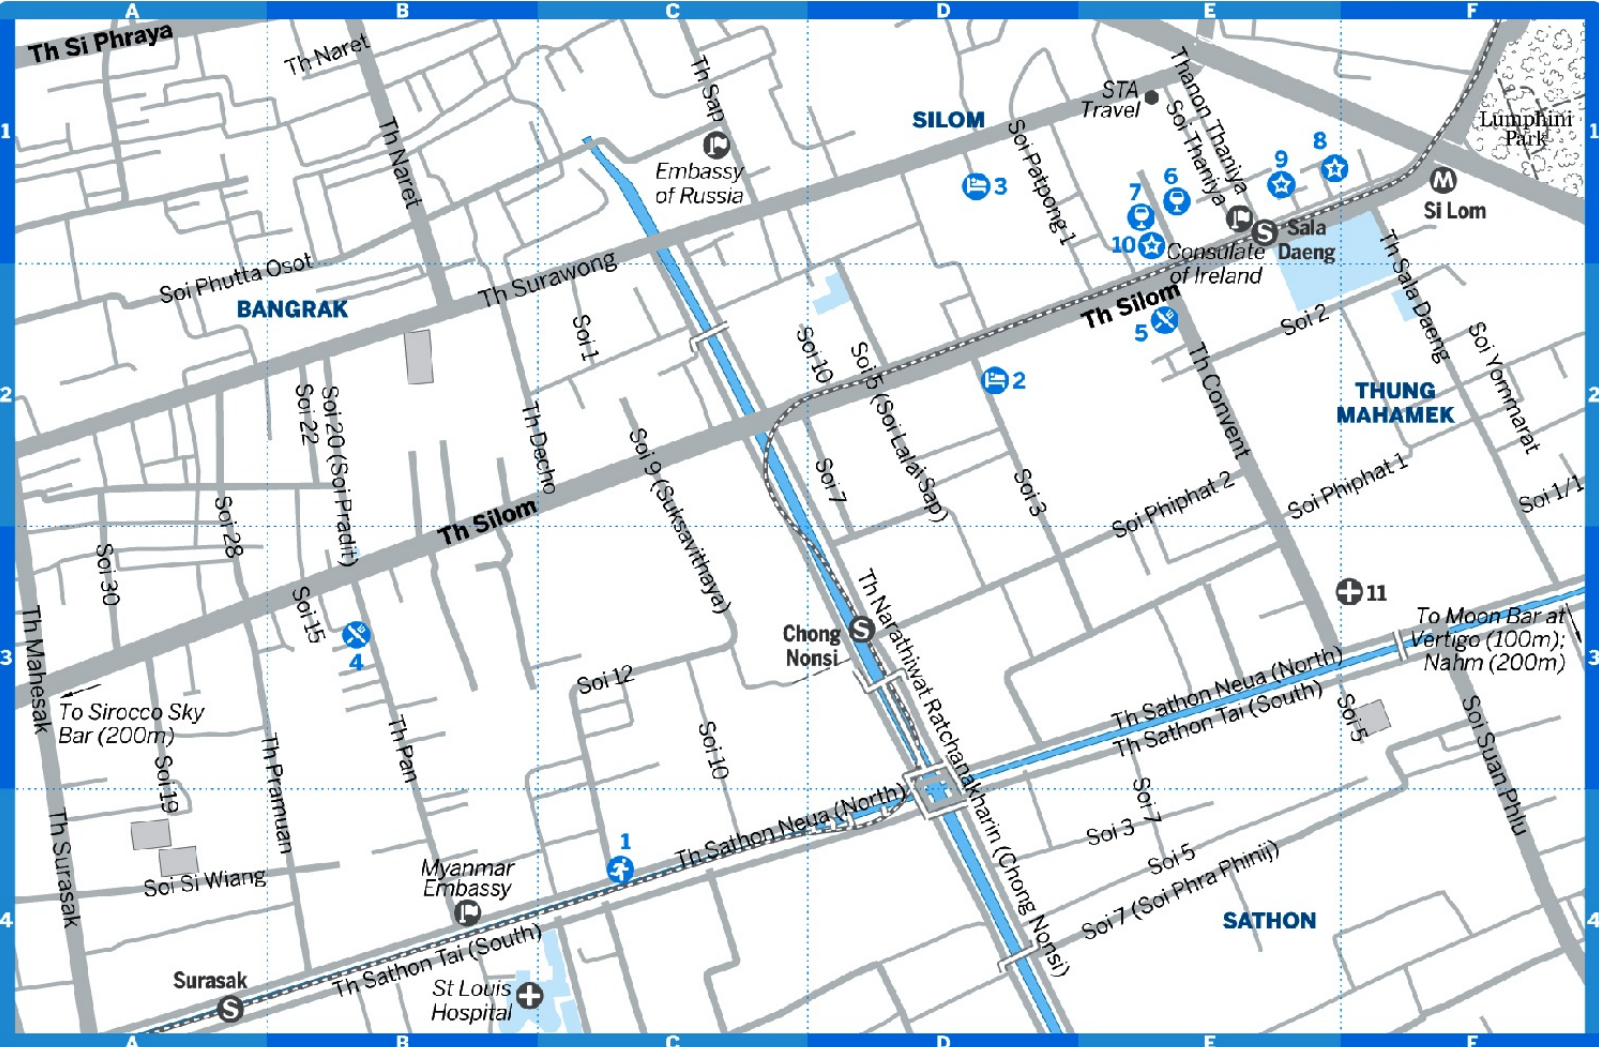 A B C D E F
Th Si Phraya
Th Naret
Th Naret
Th Sap
Embassy
of Russia
SILOM
STA
Travel
Thanon Thaniya
Soi Thaniya
Lumphini
Park
1
1
Soi Patpong 1
3
6
7
8
9
10
Consulate
of Ireland
Sala
Daeng
S
M
Si Lom
Soi Phutta Osot
BANGRAK
Th Surawong
Th Silom
5
Soi 2
Th Sala Daeng
Soi Yommarat
Soi 1
Soi 10
Soi 5 (Soi Lalai Sap)
2
THUNG
MAHAMEK
2
2
Soi 22
Soi 20 (Soi Pradit)
Th Decho
Soi 9 (Suksavithaya)
Soi 7
Soi 3
Th Convent
Soi Phiphat 2
Soi Phiphat 1
Soi 1/1
Soi 28
Th Silom
Soi 30
Soi 15
4
Th Mahesak
Chong
Nonsi
S
Th Narathiwat Ratchanakharin (Chong Nonsi)
11
To Moon Bar at
Vertigo (100m);
Nahm (200m)
3
3
Soi 12
To Sirocco Sky
Bar (200m)
Th Sathon Neua (North)
Th Sathon Tai (South)
Soi 5
Soi Suan Phlu
Soi 19
Th Pramuan
Th Pan
Soi 10
Soi 7
Soi 3
Th Sathon Neua (North)
Th Surasak
Soi Si Wiang
Myanmar
Embassy
1
Soi 5
Soi 7 (Soi Phra Phinij)
SATHON
4
4
Surasak
S
Th Sathon Tai (South)
St Louis
Hospital
A B C D E F